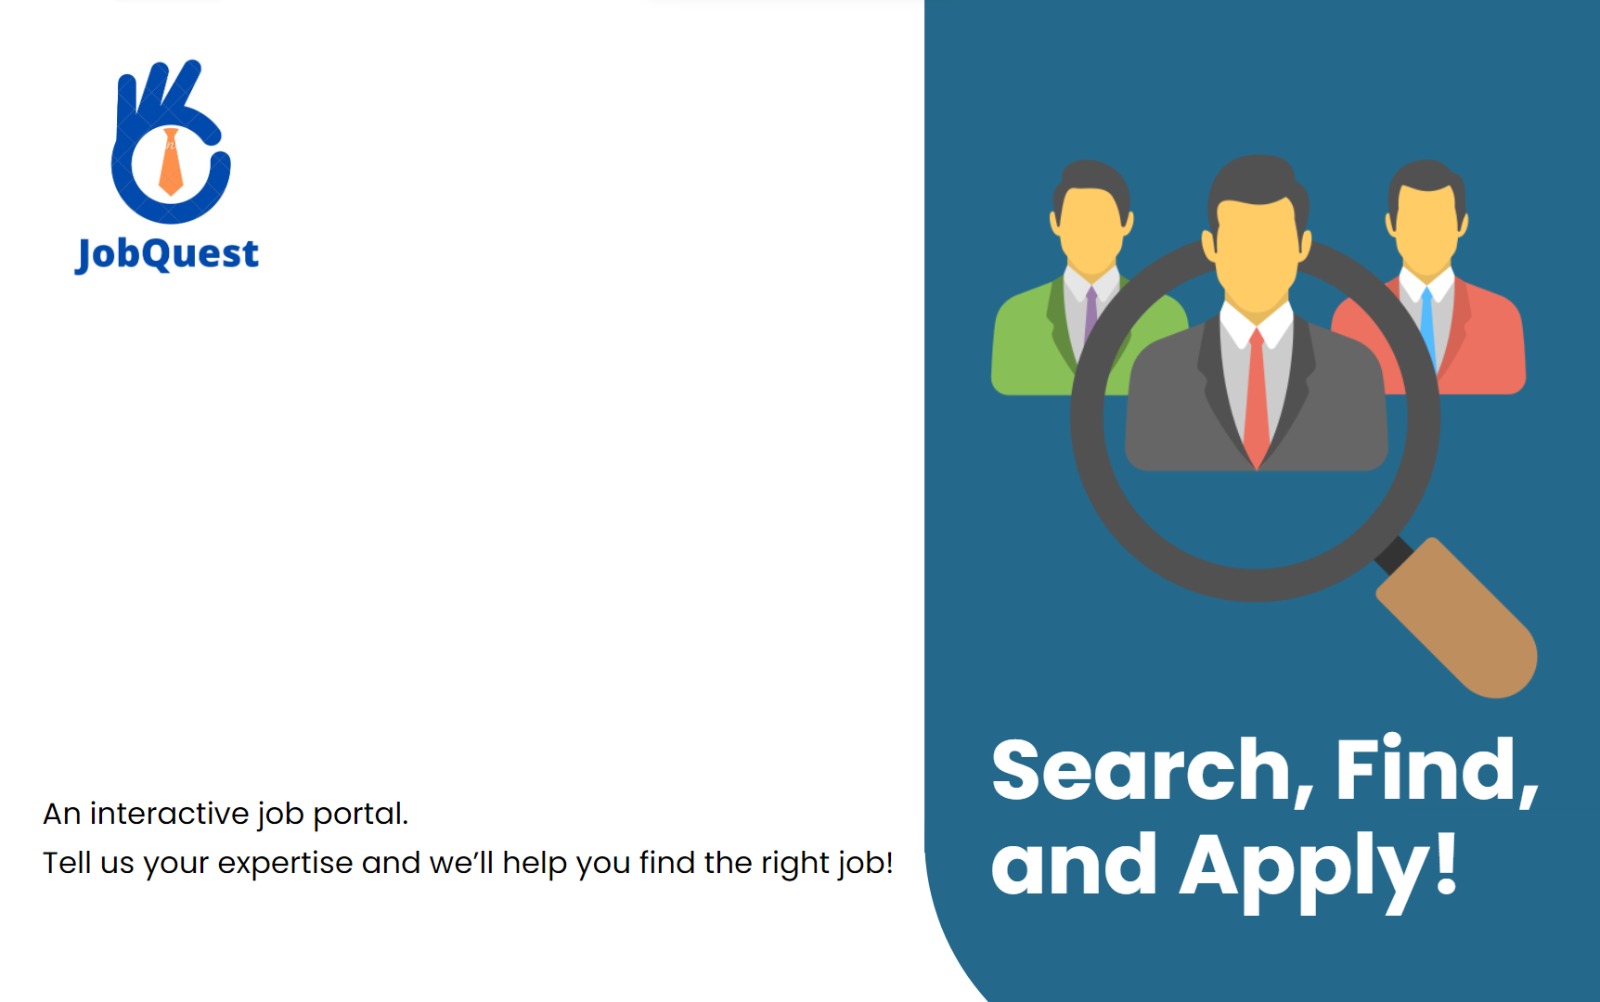 JobQuest
An interactive job portal.
Tell us your expertise and we’ll help you find the right job!
Search, Find,
and Apply!